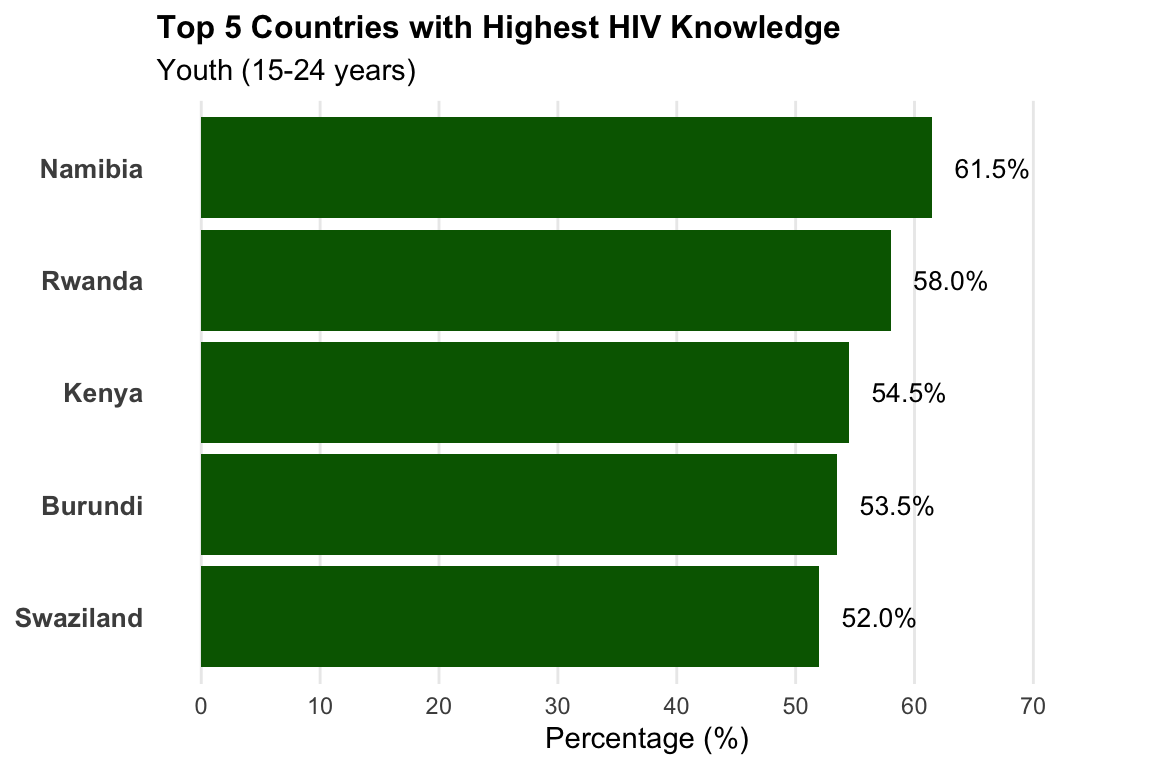 Top 5 Countries with Highest HIV Knowledge
Youth (15-24 years)
Namibia 61.5%
Rwanda 58.0%
Kenya 54.5%
Burundi 53.5%
Swaziland 52.0%
0 10 20 30 40 50 60 70
Percentage (%)